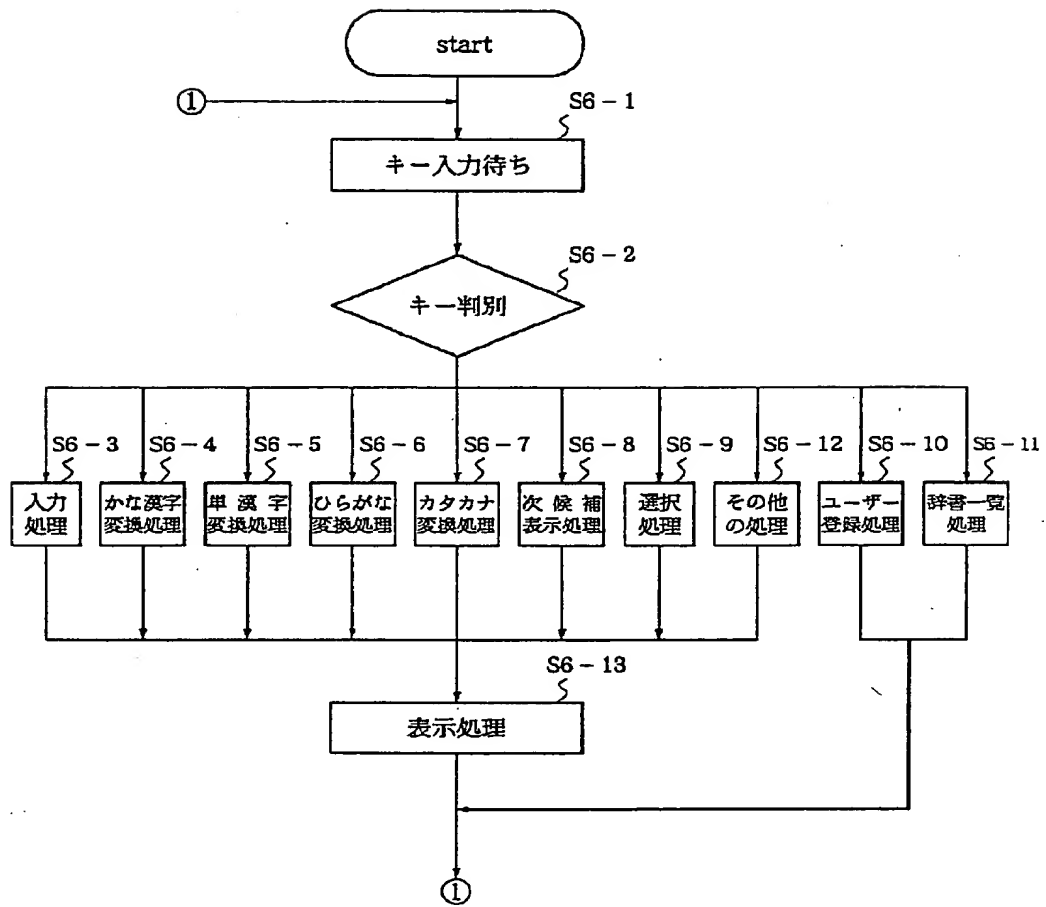 start
①
S6-1
キー入力待ち
S6-2
キー判別
S6-3
S6-4
S6-5
S6-6
S6-7
S6-8
S6-9
S6-12
S6-10
S6-11
入力
処理
かな漢字
変換処理
単漢字
変換処理
ひらがな
変換処理
カタカナ
変換処理
次候補
表示処理
選択
処理
その他
の処理
ユーザー
登録処理
辞書一覧
処理
S6-13
表示処理
①